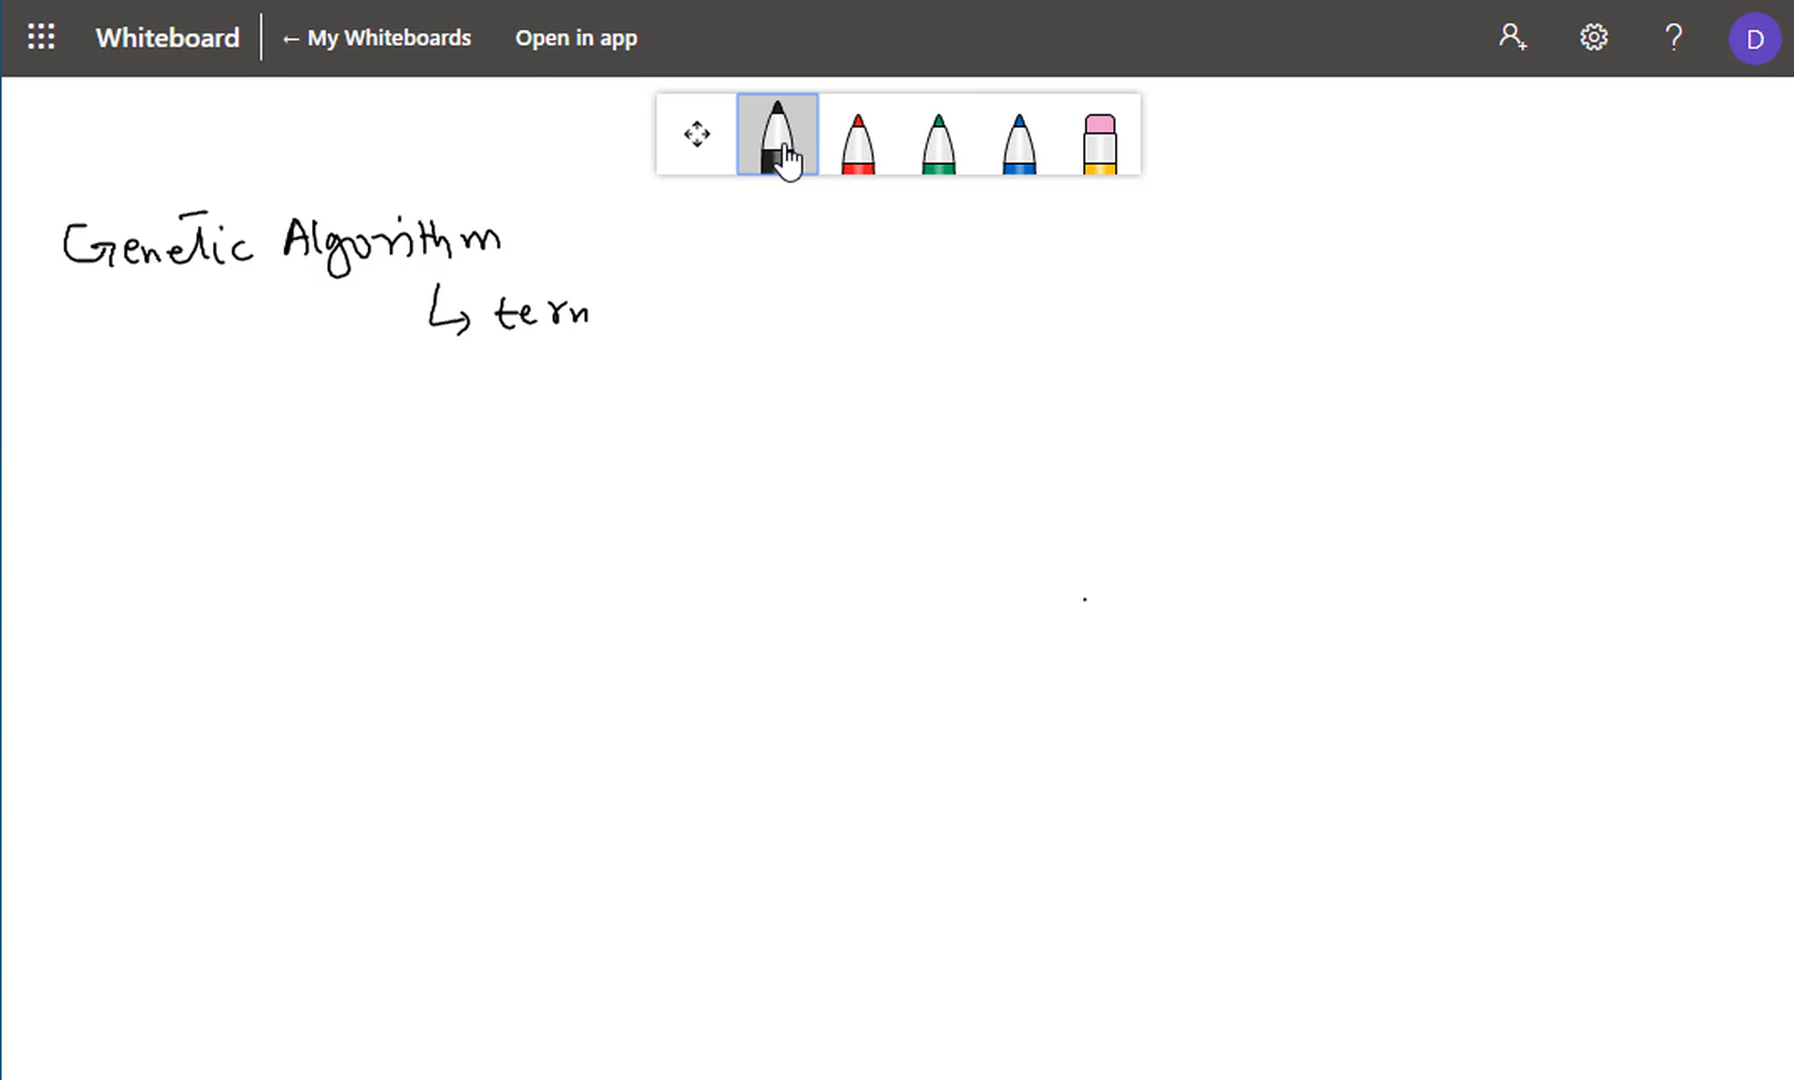 Whiteboard ← My Whiteboards Open in app ? D
Genetic Algorithm
↳ tern